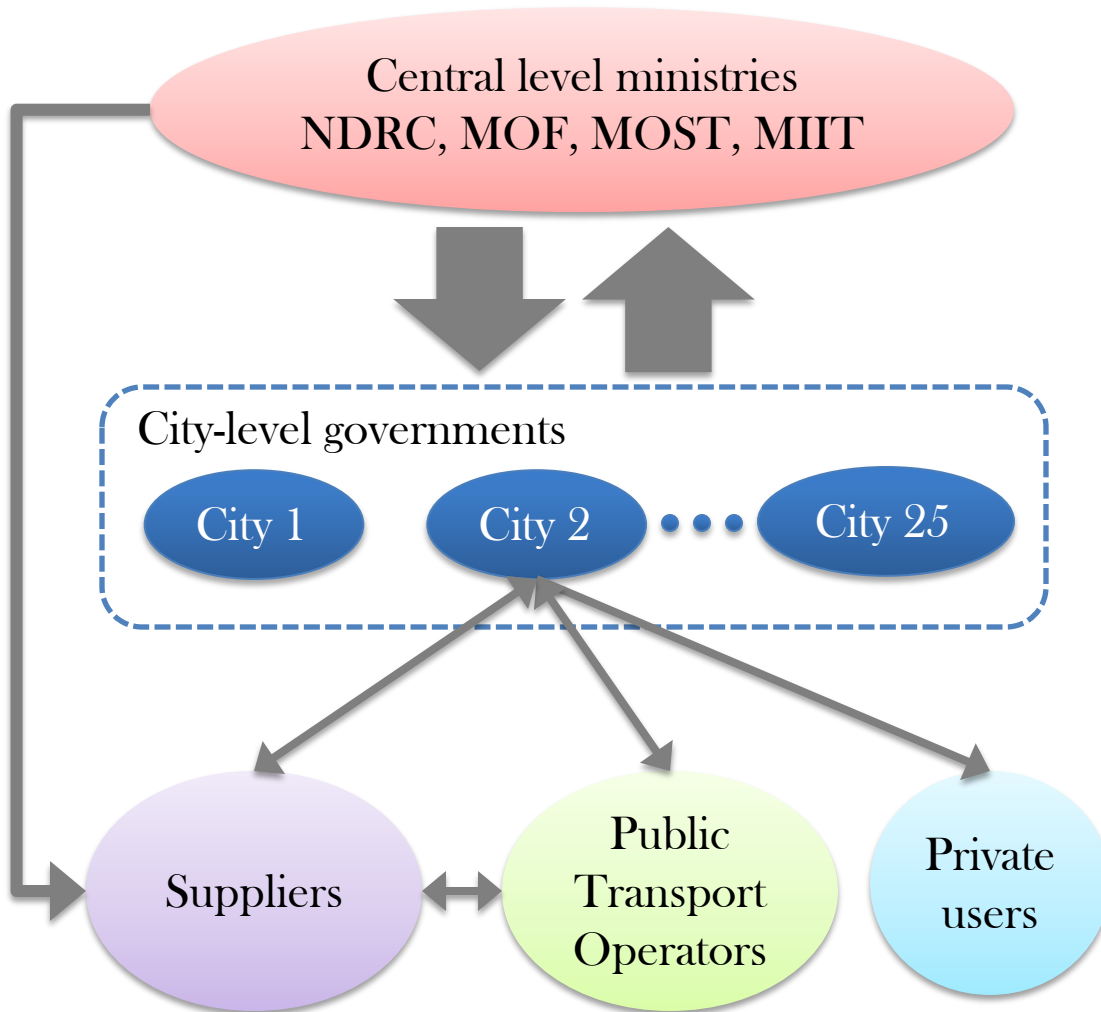 Central level ministries
NDRC, MOF, MOST, MIIT
City-level governments
City 1
City 2
City 25
Suppliers
Public
Transport
Operators
Private
users